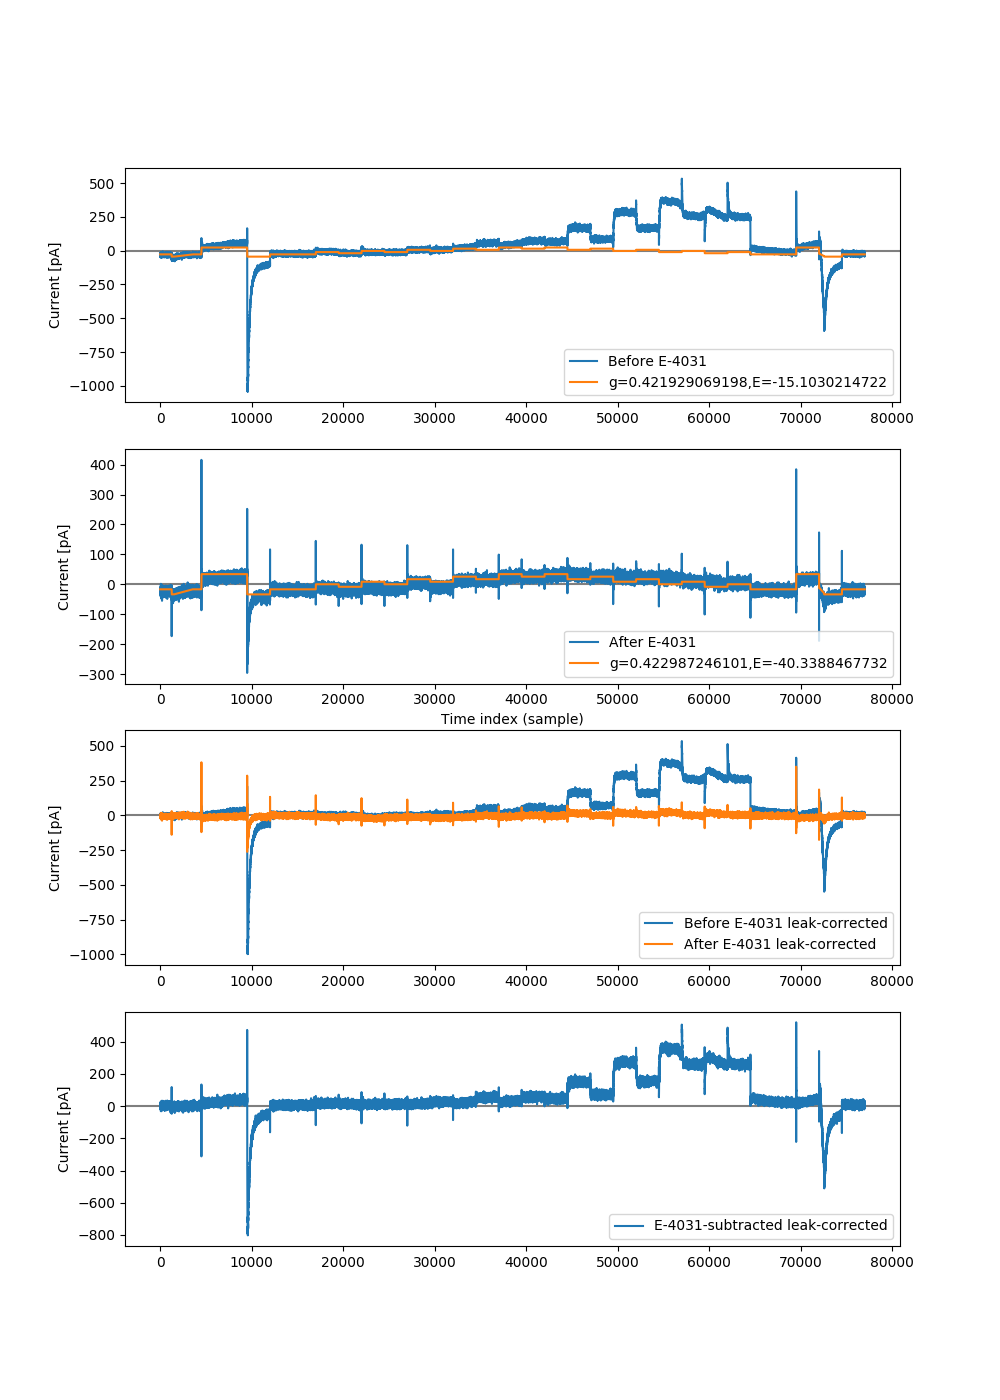 500
250
0
−250
−500
−750
−1000
Current [pA]
Before E-4031
g=0.421929069198,E=-15.1030214722
0 10000 20000 30000 40000 50000 60000 70000 80000
400
300
200
100
0
−100
−200
−300
Current [pA]
After E-4031
g=0.422987246101,E=-40.3388467732
0 10000 20000 30000 40000 50000 60000 70000 80000
Time index (sample)
500
250
0
−250
−500
−750
−1000
Current [pA]
Before E-4031 leak-corrected
After E-4031 leak-corrected
0 10000 20000 30000 40000 50000 60000 70000 80000
400
200
0
−200
−400
−600
−800
Current [pA]
E-4031-subtracted leak-corrected
0 10000 20000 30000 40000 50000 60000 70000 80000